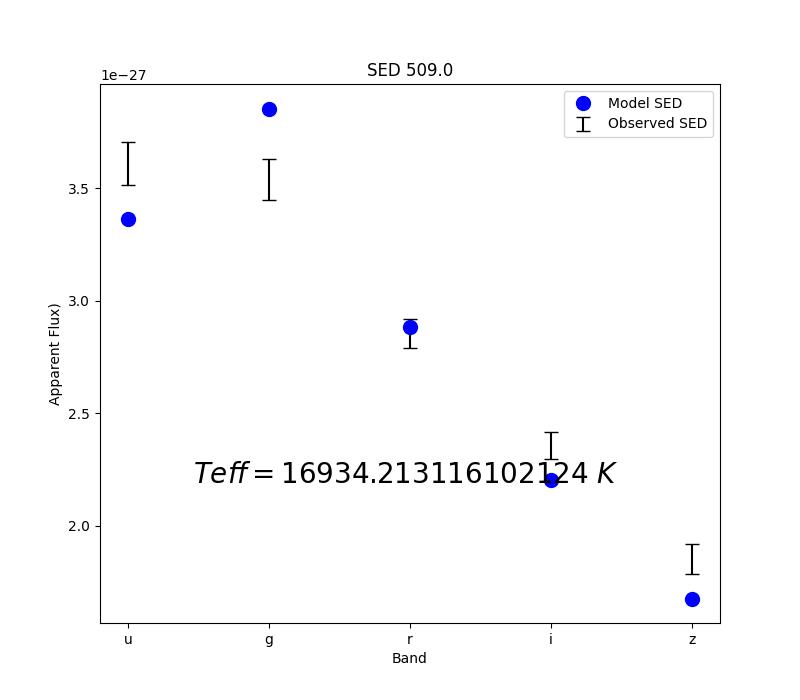 SED 509.0
1e−27
Model SED
Observed SED
3.5
3.0
2.5
2.0
Apparent Flux)
Teff = 16934.213116102124 K
u g r i z
Band